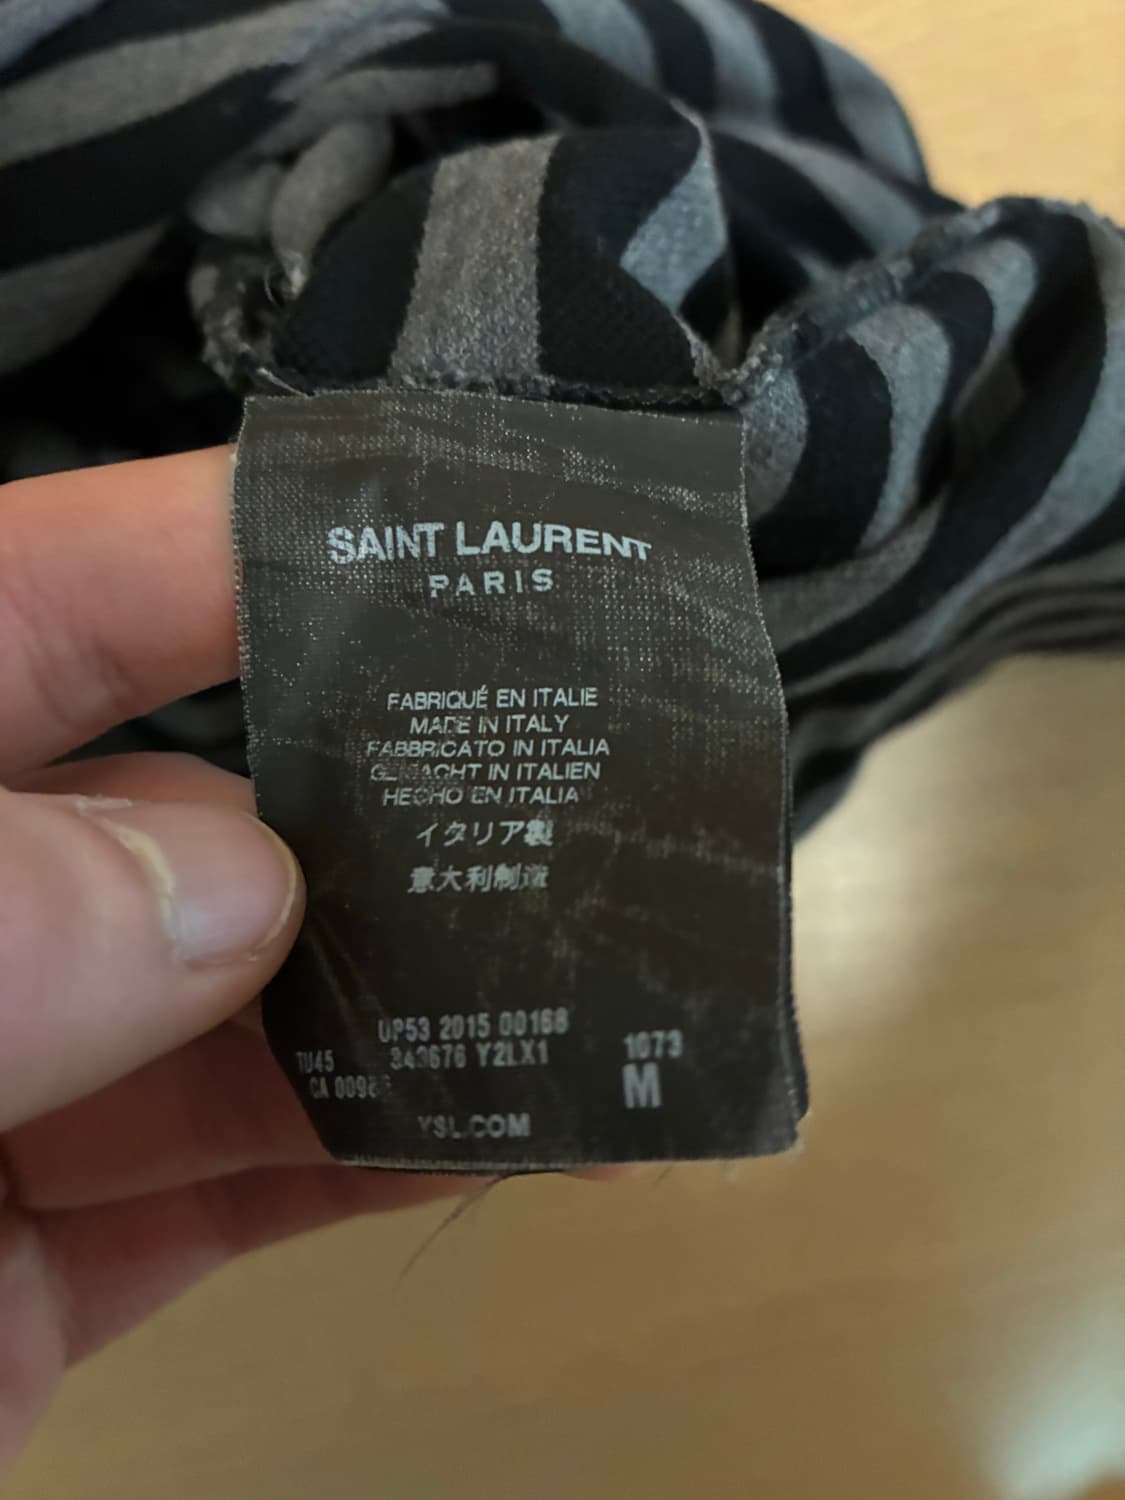 SAINT LAURENT
PARIS
FABRIQUÉ EN ITALIE
MADE IN ITALY
FABBRICATO IN ITALIA
GEMACHT IN ITALIEN
HECHO EN ITALIA
イタリア製
意大利制造
UP53 2015 00168
TU45 343676 Y2LX1 1073
CA M
YSL.COM